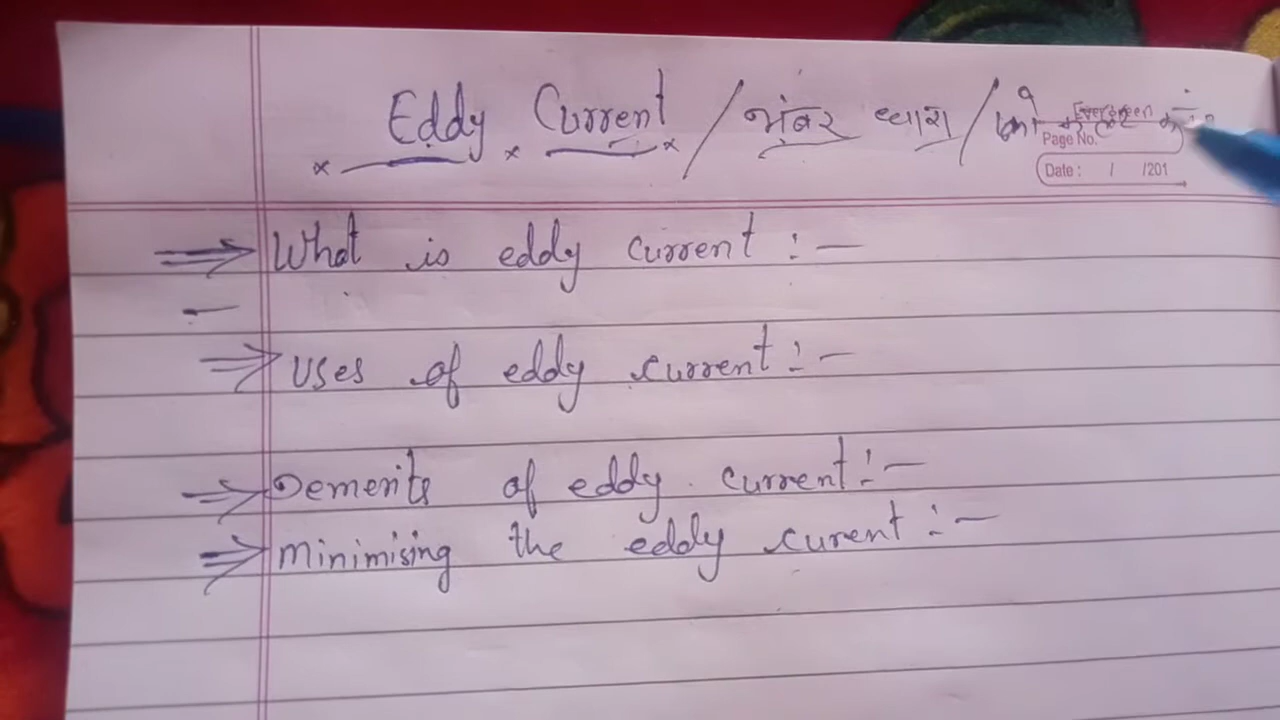 Eddy Current / भंवर धारा /
Evergreen
Page No.
Date : / /201
⇒ What is eddy current : —
—
⇒ uses of eddy current : —
⇒ Demerits of eddy current : —
⇒ Minimising the eddy curent : —